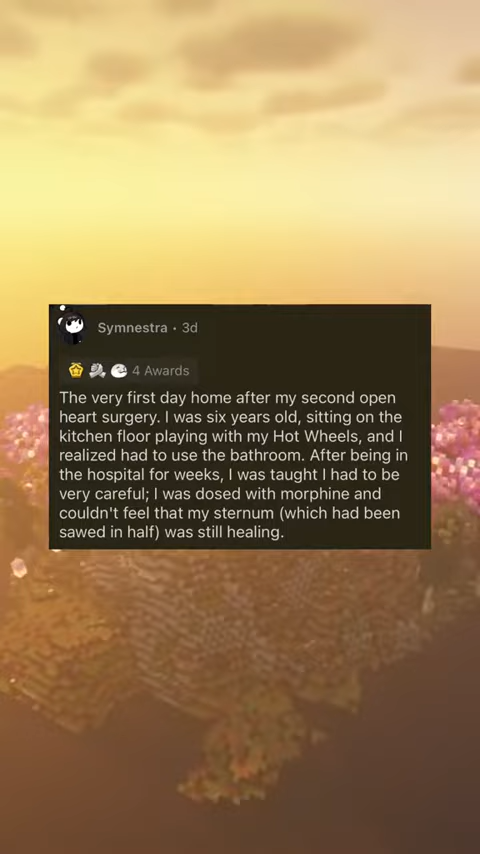 Symnestra • 3d
4 Awards
The very first day home after my second open
heart surgery. I was six years old, sitting on the
kitchen floor playing with my Hot Wheels, and I
realized had to use the bathroom. After being in
the hospital for weeks, I was taught I had to be
very careful; I was dosed with morphine and
couldn't feel that my sternum (which had been
sawed in half) was still healing.